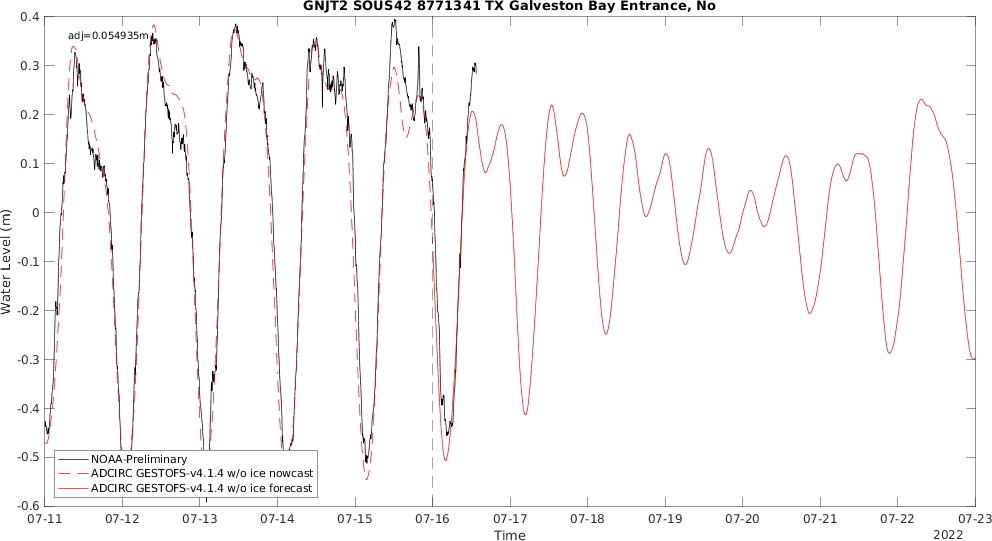 GNJT2 SOUS42 8771341 TX Galveston Bay Entrance, No
adj=0.054935m
Water Level (m)
0.4
0.3
0.2
0.1
0
-0.1
-0.2
-0.3
-0.4
-0.5
-0.6
NOAA-Preliminary
ADCIRC GESTOFS-v4.1.4 w/o ice nowcast
ADCIRC GESTOFS-v4.1.4 w/o ice forecast
07-11 07-12 07-13 07-14 07-15 07-16 07-17 07-18 07-19 07-20 07-21 07-22 07-23
Time
2022